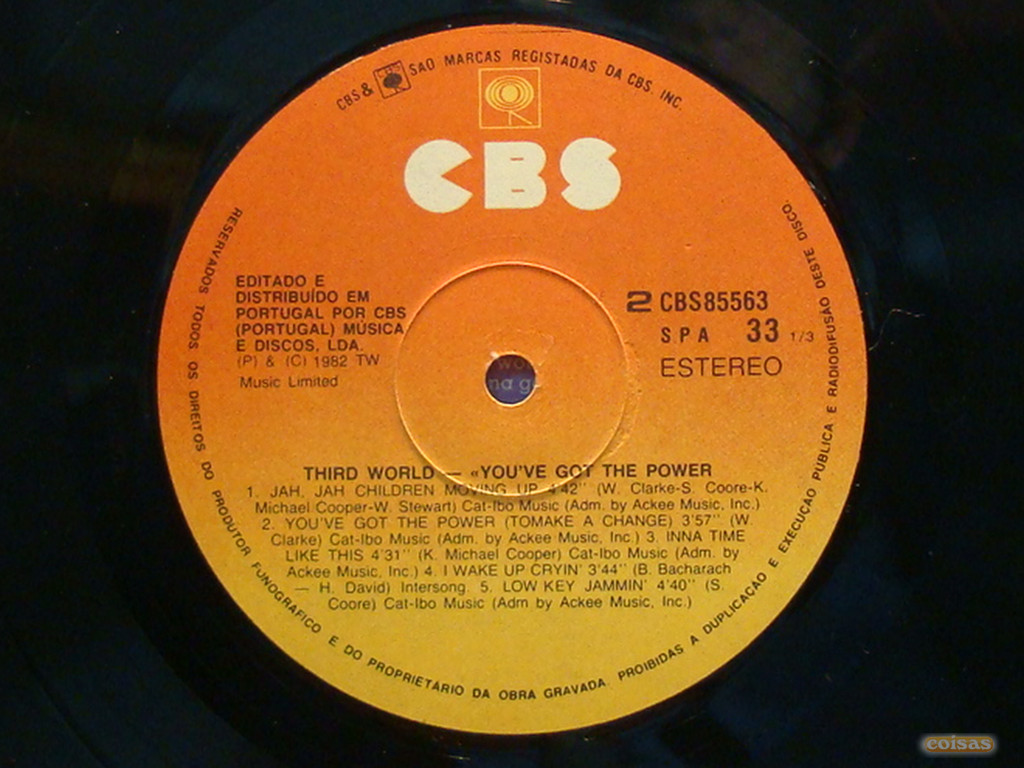 CBS & CBS SAO MARCAS REGISTADAS DA CBS. INC.
CBS
RESERVADOS TODOS OS DIREITOS DO PRODUTOR FUNOGRAFICO E DO PROPRIETARIO DA OBRA GRAVADA. PROIBIDAS A DUPLICAÇÃO E EXECUÇÃO PUBLICA E RADIODIFUSÃO DESTE DISCO.
EDITADO E
DISTRIBUÍDO EM
PORTUGAL POR CBS
(PORTUGAL) MÚSICA
E DISCOS, LDA.
(P) & (C) 1982 TW
Music Limited
2 CBS85563
SPA 33 1/3
ESTEREO
THIRD WORLD — «YOU'VE GOT THE POWER
1. JAH, JAH CHILDREN MOVING UP 4'42'' (W. Clarke-S. Coore-K.
Michael Cooper-W. Stewart) Cat-Ibo Music (Adm. by Ackee Music, Inc.)
2. YOU'VE GOT THE POWER (TOMAKE A CHANGE) 3'57'' (W.
Clarke) Cat-Ibo Music (Adm. by Ackee Music, Inc.) 3. INNA TIME
LIKE THIS 4'31'' (K. Michael Cooper) Cat-Ibo Music (Adm. by
Ackee Music, Inc.) 4. I WAKE UP CRYIN' 3'44'' (B. Bacharach
— H. David) Intersong. 5. LOW KEY JAMMIN' 4'40'' (S.
Coore) Cat-Ibo Music (Adm by Ackee Music, Inc.)
coisas